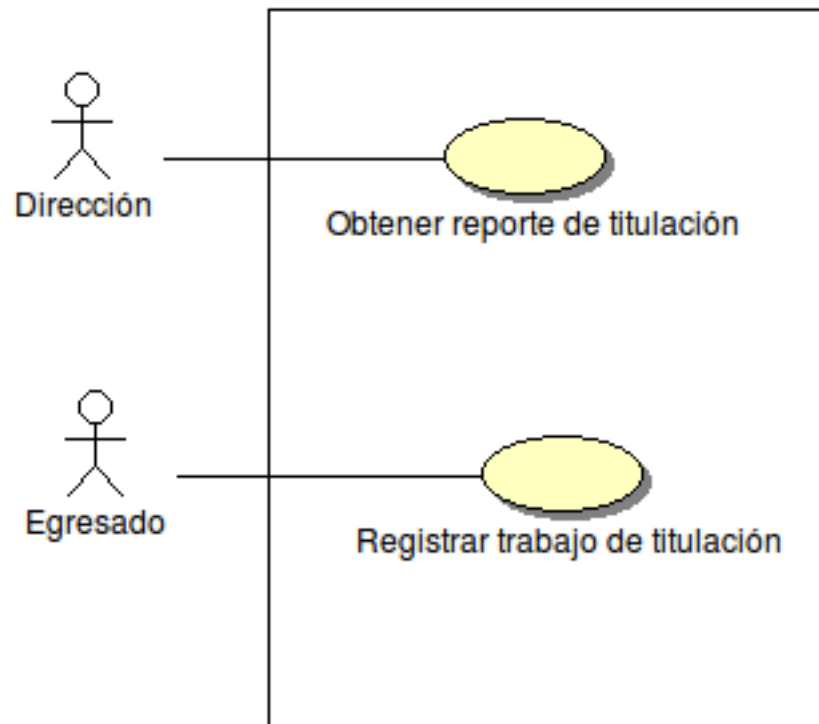 Dirección
Obtener reporte de titulación
Egresado
Registrar trabajo de titulación